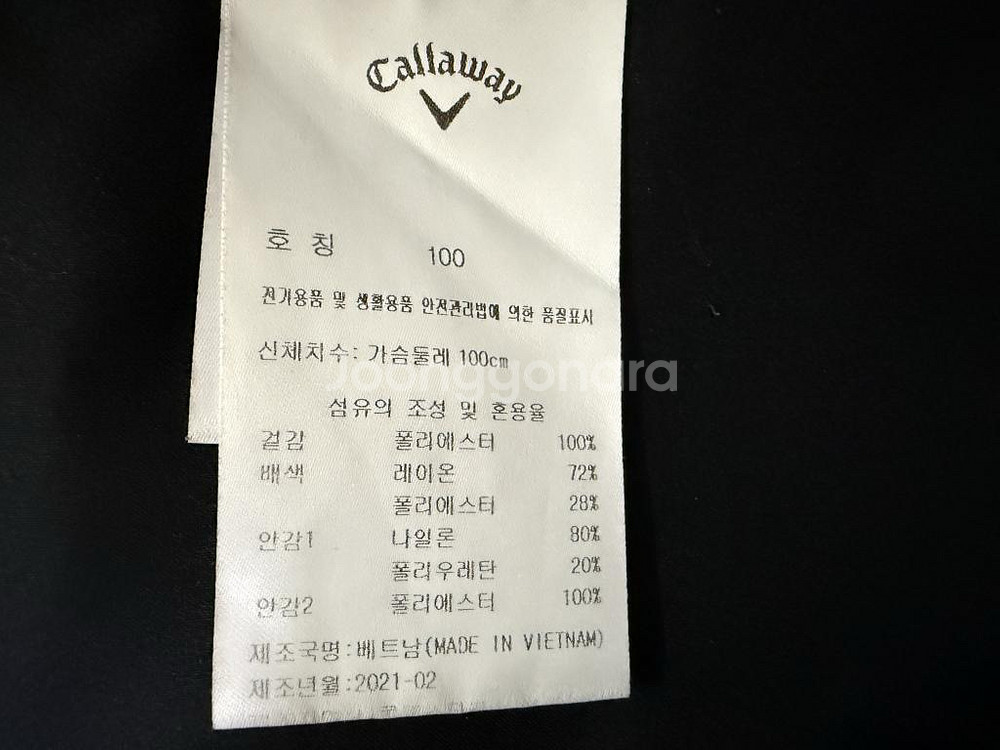 Callaway
호 칭 100
전기용품 및 생활용품 안전관리법에 의한 품질표시
신체치수: 가슴둘레 100cm
Joonggonara
섬유의 조성 및 혼용율
겉감 폴리에스터 100%
배색 레이온 72%
폴리에스터 28%
안감1 나일론 80%
폴리우레탄 20%
안감2 폴리에스터 100%
제조국명:베트남(MADE IN VIETNAM)
제조년월:2021-02